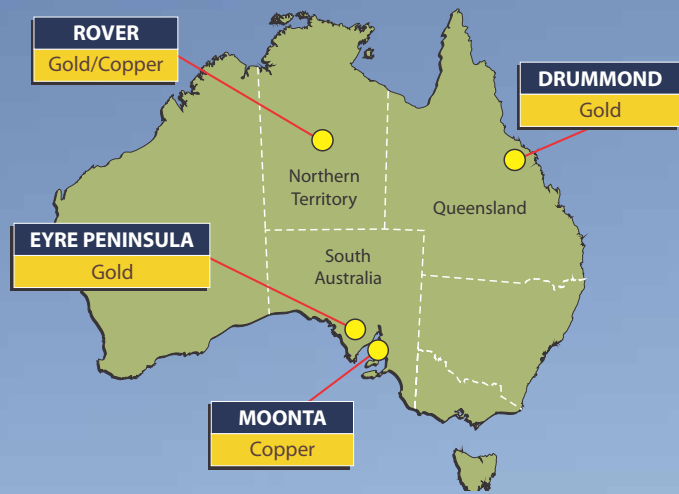 ROVER
Gold/Copper
DRUMMOND
Gold
Northern
Territory
Queensland
EYRE PENINSULA
Gold
South
Australia
MOONTA
Copper